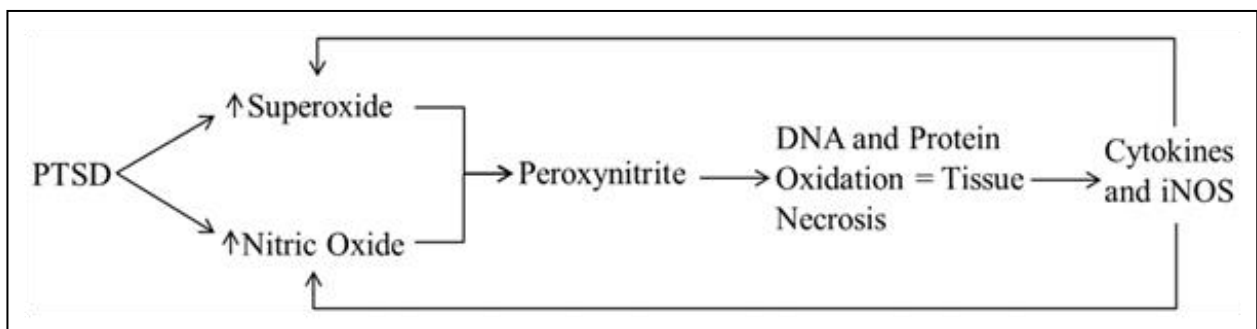 ↑Superoxide
PTSD
↑Nitric Oxide
Peroxynitrite
DNA and Protein
Oxidation = Tissue
Necrosis
Cytokines
and iNOS